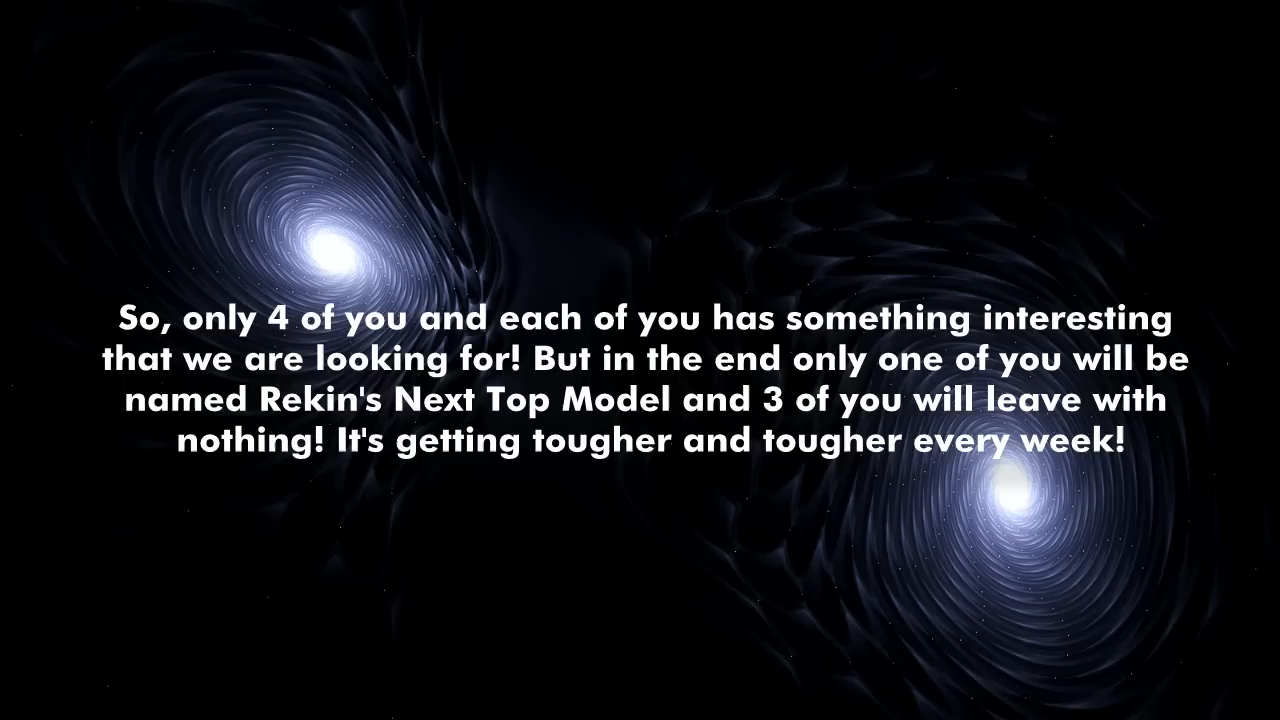 So, only 4 of you and each of you has something interesting
that we are looking for! But in the end only one of you will be
named Rekin's Next Top Model and 3 of you will leave with
nothing! It's getting tougher and tougher every week!